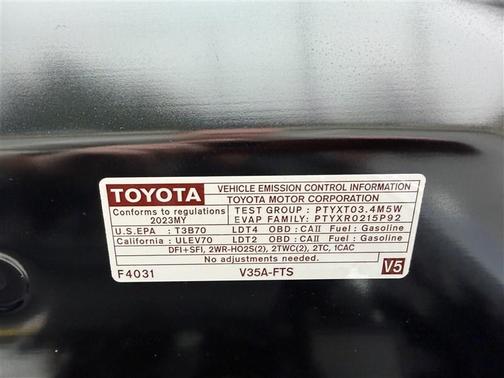 TOYOTA VEHICLE EMISSION CONTROL INFORMATION
TOYOTA MOTOR CORPORATION
Conforms to regulations TEST GROUP : PTYXT03.4M5W
2023MY EVAP FAMILY: PTYXR0215P92
U.S.EPA : T3B70 LDT4 OBD : CAII Fuel : Gasoline
California : ULEV70 LDT2 OBD : CAII Fuel : Gasoline
DFI+SFI, 2WR-HO2S(2), 2TWC(2), 2TC, 1CAC
No adjustments needed.
F4031 V35A-FTS V5